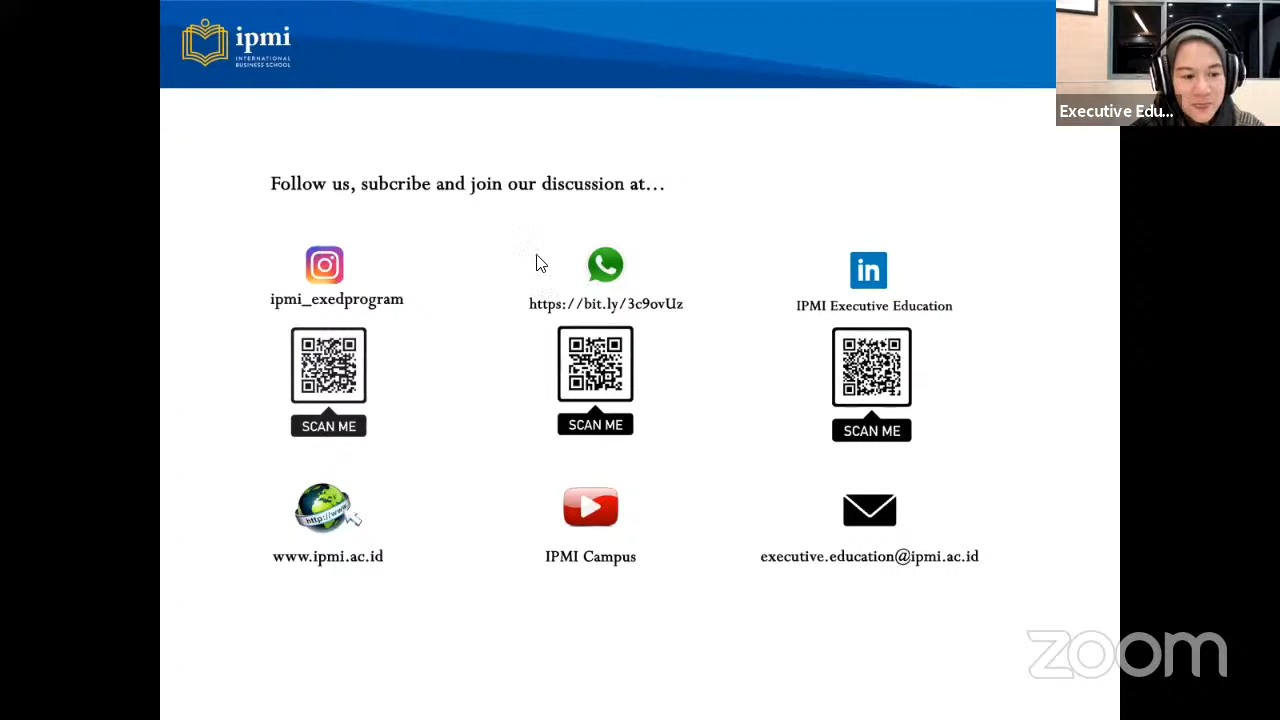 ipmi
INTERNATIONAL
BUSINESS SCHOOL
Executive Edu...
Follow us, subcribe and join our discussion at...
ipmi_exedprogram
https://bit.ly/3c9ovUz
IPMI Executive Education
SCAN ME
SCAN ME
SCAN ME
http://www
www.ipmi.ac.id
IPMI Campus
executive.education@ipmi.ac.id
zoom